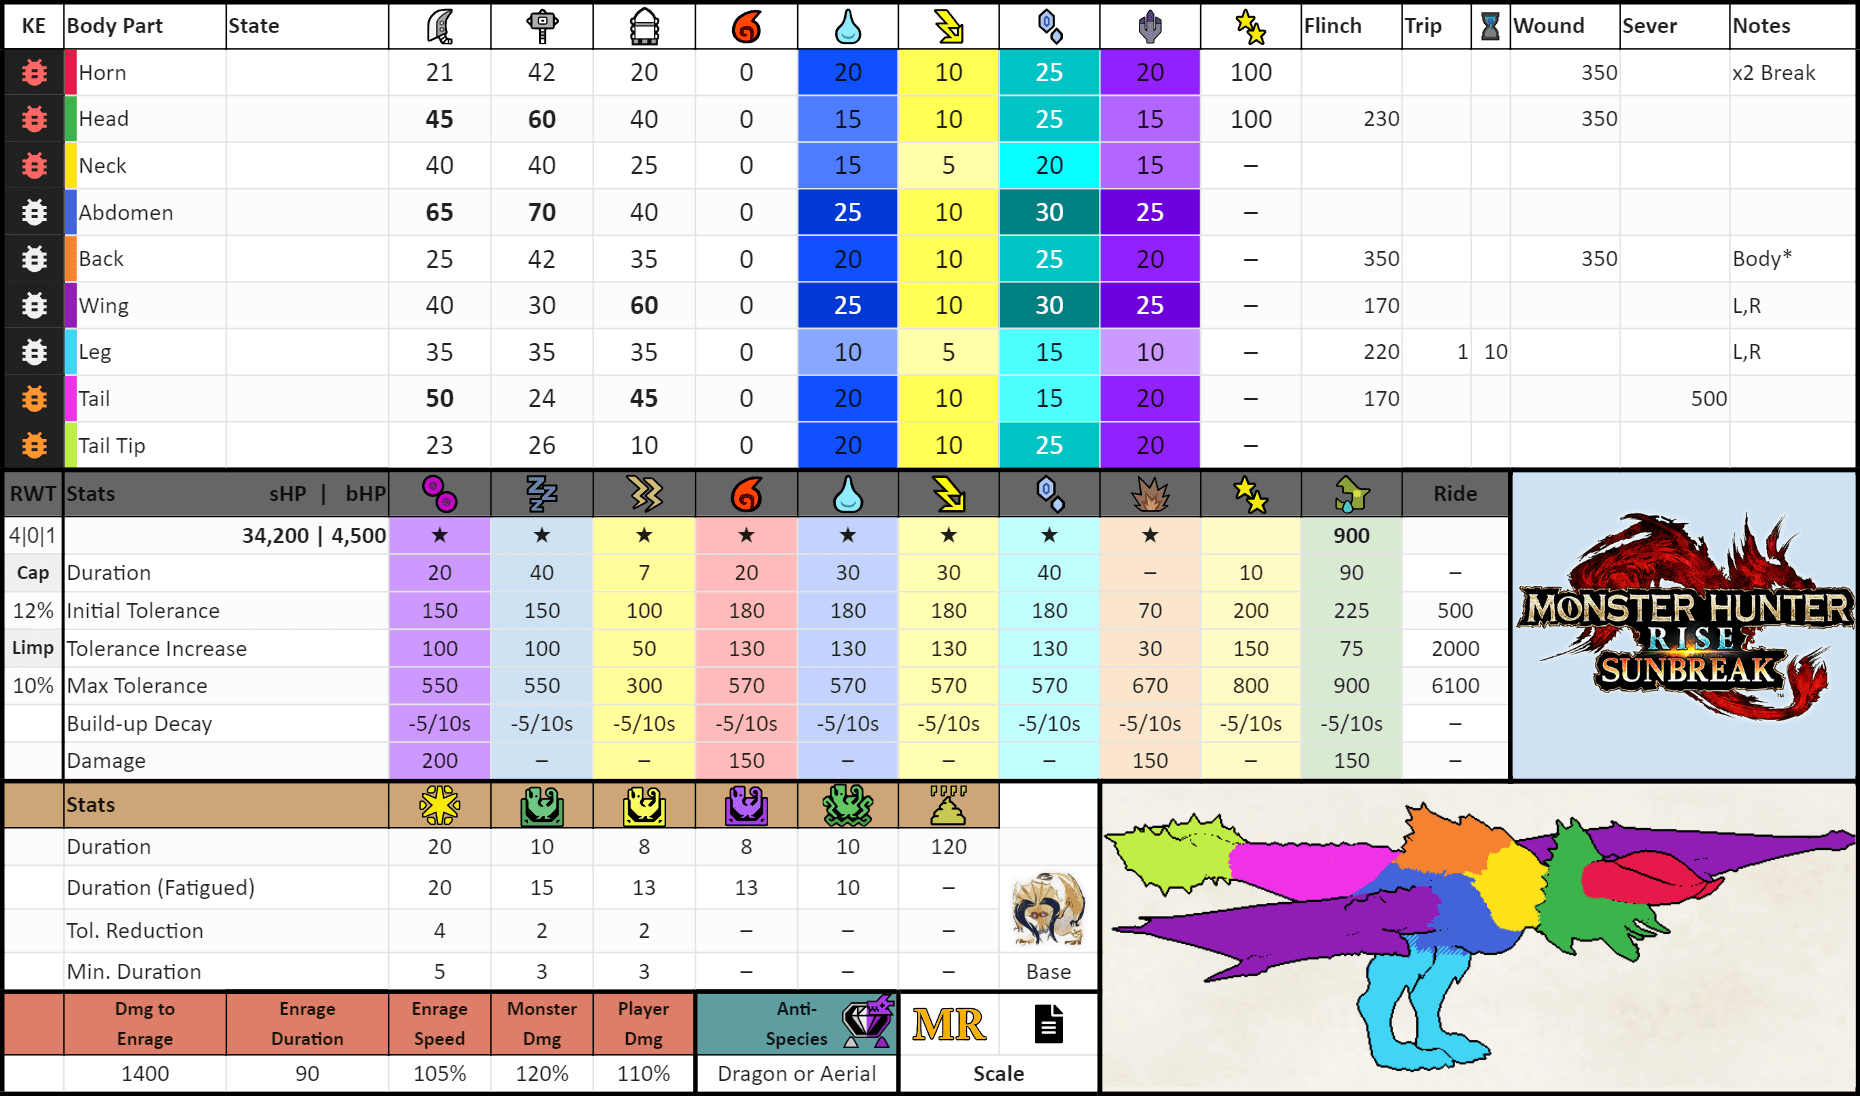 KE Body Part State Flinch Trip Wound Sever Notes
Horn 21 42 20 0 20 10 25 20 100 350 x2 Break
Head 45 60 40 0 15 10 25 15 100 230 350
Neck 40 40 25 0 15 5 20 15 –
Abdomen 65 70 40 0 25 10 30 25 –
Back 25 42 35 0 20 10 25 20 – 350 350 Body*
Wing 40 30 60 0 25 10 30 25 – 170 L,R
Leg 35 35 35 0 10 5 15 10 – 220 1 10 L,R
Tail 50 24 45 0 20 10 15 20 – 170 500
Tail Tip 23 26 10 0 20 10 25 20 –
RWT Stats sHP | bHP Ride
4|0|1 34,200 | 4,500 ★ ★ ★ ★ ★ ★ ★ ★ 900
Cap Duration 20 40 7 20 30 30 40 – 10 90 –
12% Initial Tolerance 150 150 100 180 180 180 180 70 200 225 500
Limp Tolerance Increase 100 100 50 130 130 130 130 30 150 75 2000
10% Max Tolerance 550 550 300 570 570 570 570 670 800 900 6100
Build-up Decay -5/10s -5/10s -5/10s -5/10s -5/10s -5/10s -5/10s -5/10s -5/10s -5/10s –
Damage 200 – – 150 – – – 150 – 150 –
MONSTER HUNTER
RISE
SUNBREAK
™
Stats
Duration 20 10 8 8 10 120
Duration (Fatigued) 20 15 13 13 10 –
Tol. Reduction 4 2 2 – – –
Min. Duration 5 3 3 – – – Base
Dmg to Enrage Enrage Monster Player Anti-
Enrage Duration Speed Dmg Dmg Species MR
1400 90 105% 120% 110% Dragon or Aerial Scale